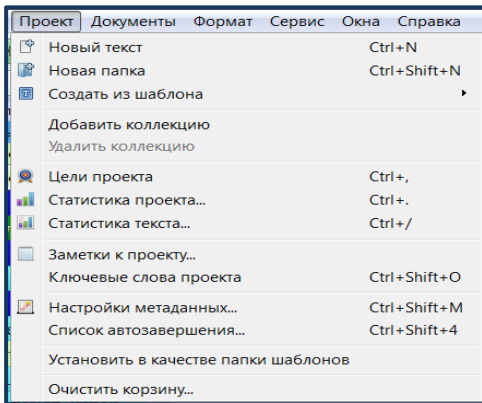 Проект Документы Формат Сервис Окна Справка
Новый текст Ctrl+N
Новая папка Ctrl+Shift+N
Создать из шаблона
Добавить коллекцию
Удалить коллекцию
Цели проекта Ctrl+,
Статистика проекта... Ctrl+.
Статистика текста... Ctrl+/
Заметки к проекту...
Ключевые слова проекта Ctrl+Shift+O
Настройки метаданных... Ctrl+Shift+M
Список автозавершения... Ctrl+Shift+4
Установить в качестве папки шаблонов
Очистить корзину...